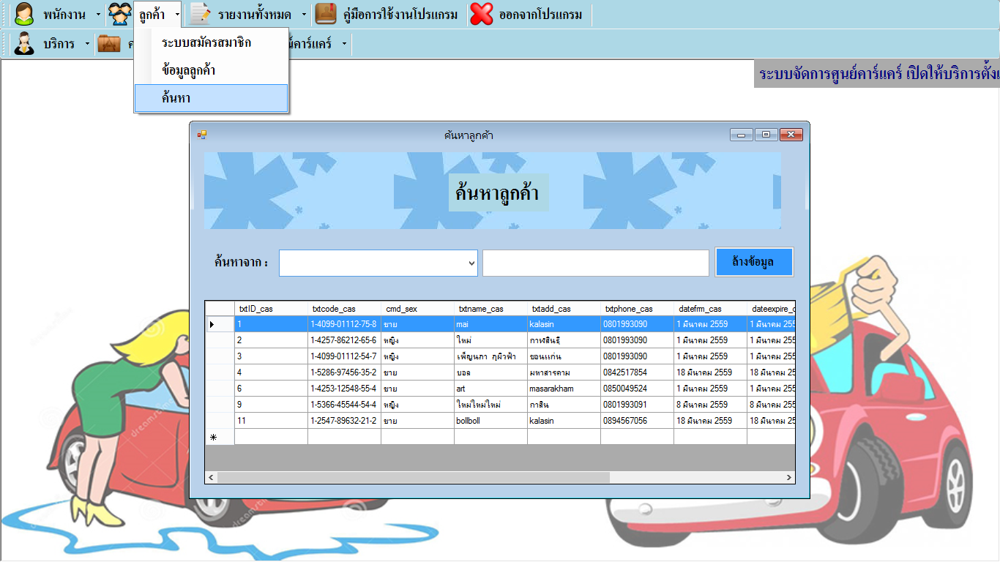 พนักงาน ลูกค้า รายงานทั้งหมด คู่มือการใช้งานโปรแกรม ออกจากโปรแกรม
บริการ
ระบบสมัครสมาชิก
ข้อมูลลูกค้า
ค้นหา
ระบบจัดการศูนย์คาร์แคร์ เปิดให้บริการตั้งแ
ค้นหาลูกค้า
ค้นหาลูกค้า
ค้นหาจาก : ล้างข้อมูล
txtID_cas txtcode_cas cmd_sex txtname_cas txtadd_cas txtphone_cas datefrm_cas dateexpire_c
1 1-4099-01112-75-8 ชาย mai kalasin 0801993090 1 มีนาคม 2559 1 มีนาคม 255
2 1-4257-86212-65-6 หญิง ใหม่ กาฬสินธุ์ 0801993090 1 มีนาคม 2559 1 มีนาคม 255
3 1-4099-01112-54-7 หญิง เพ็ญนภา ภูมิวฟ้า ขอนแก่น 0801993090 1 มีนาคม 2559 1 มีนาคม 255
4 1-5286-97456-35-2 ชาย บอล มหาสารคาม 0842517854 18 มีนาคม 2559 18 มีนาคม 25
6 1-4253-12548-55-4 ชาย art masarakham 0850049524 1 มีนาคม 2559 1 มีนาคม 255
9 1-5366-45544-54-4 หญิง ใหม่ใหม่ใหม่ กาสิน 0801993091 8 มีนาคม 2559 8 มีนาคม 255
11 1-2547-89632-21-2 ชาย bollboll kalasin 0894567056 18 มีนาคม 2559 18 มีนาคม 25